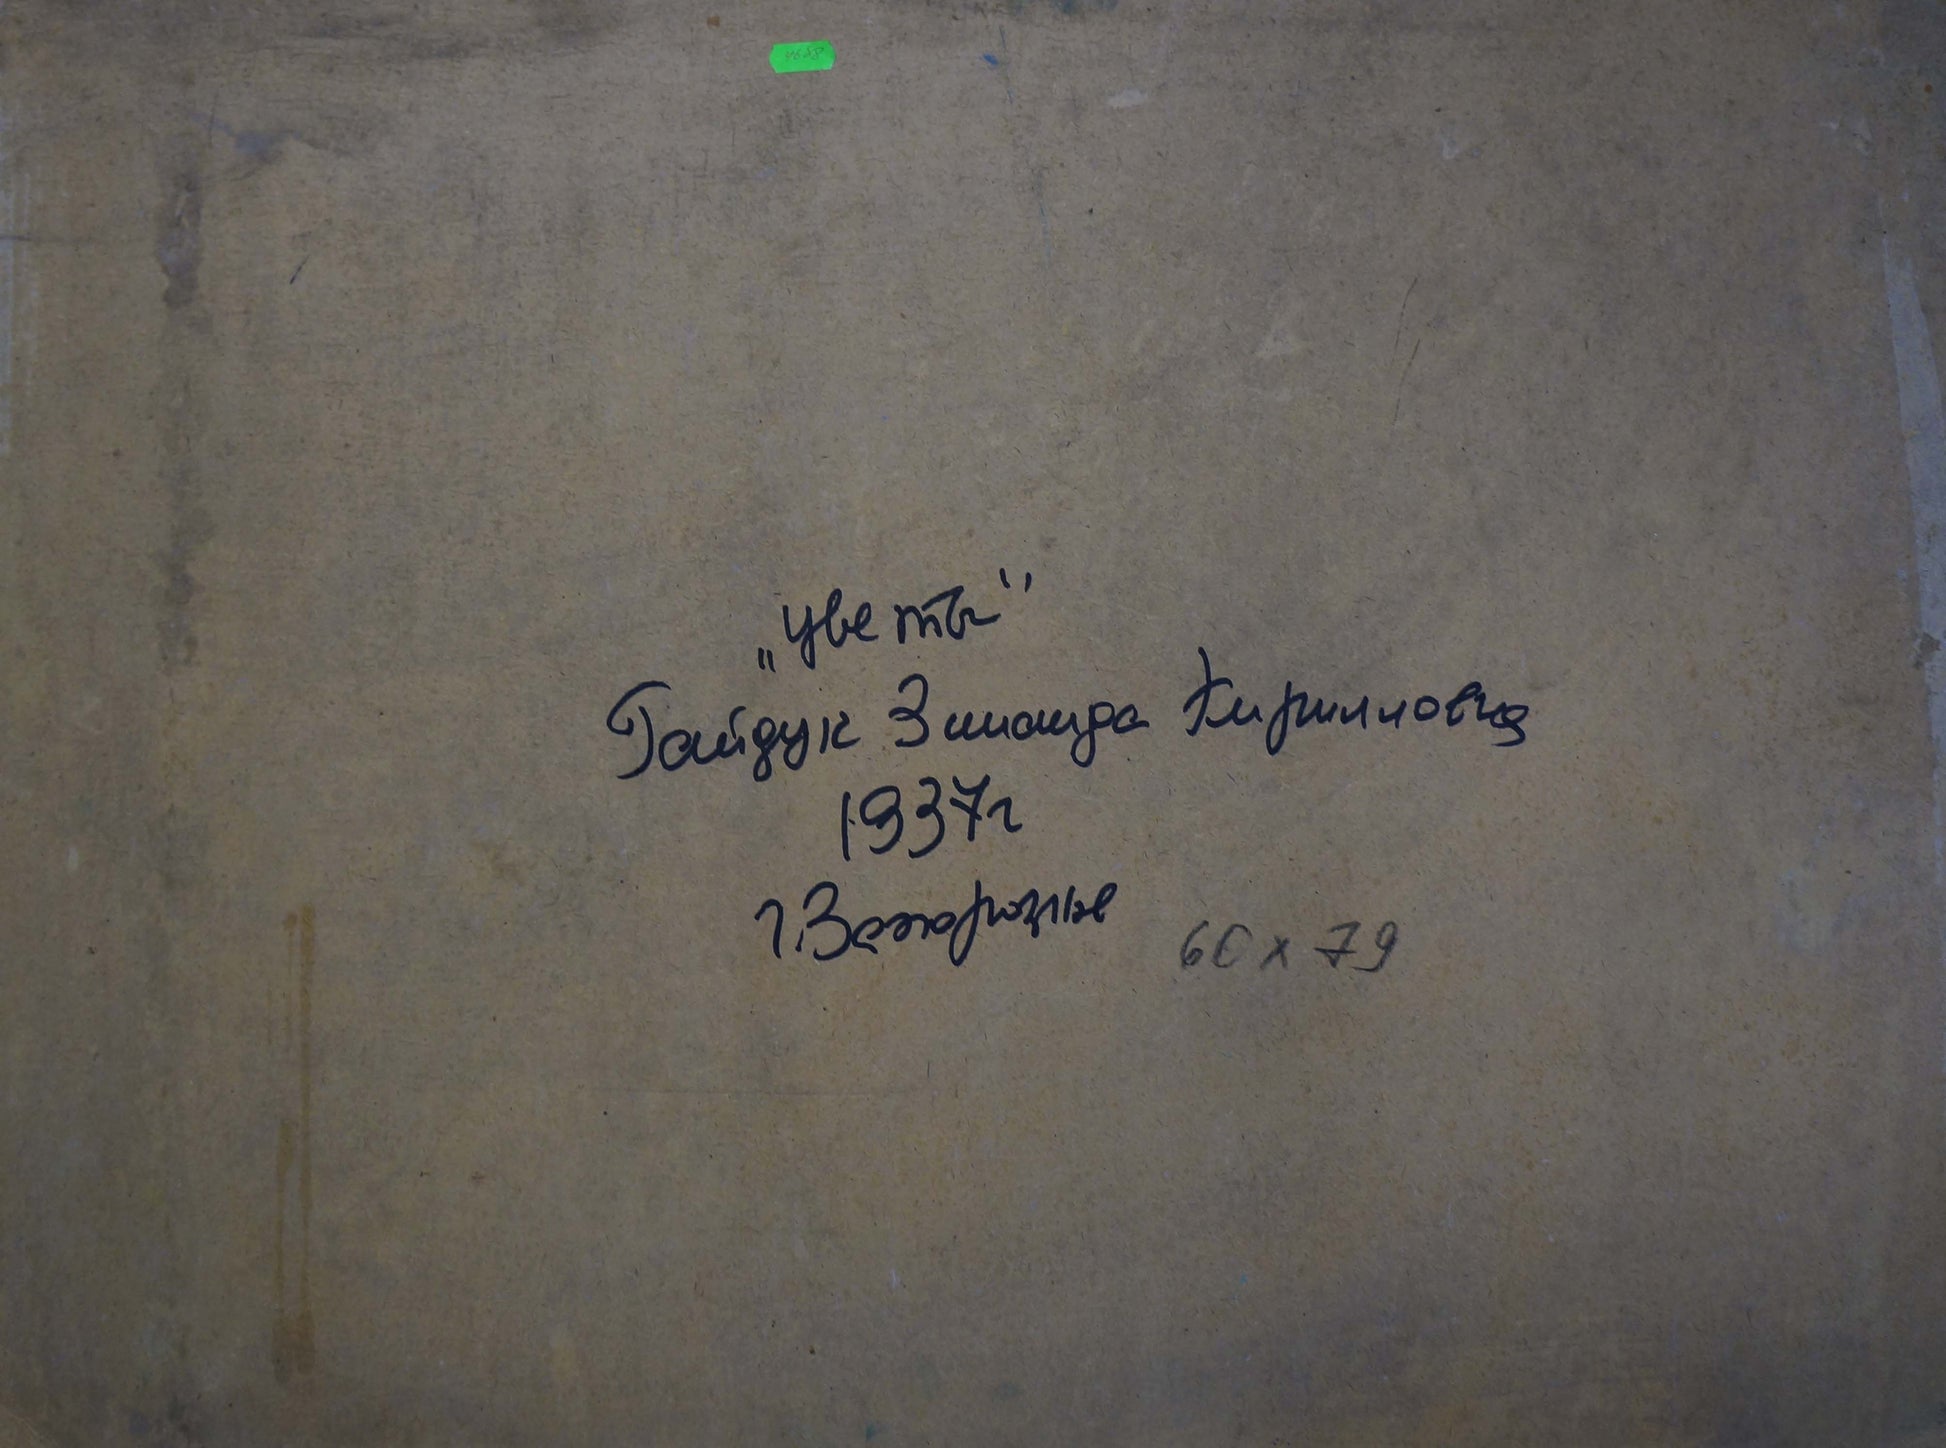 „Цветы"
Гайдук Зинаида Кирилловна
1937г
г.Запорожье
60 x 79